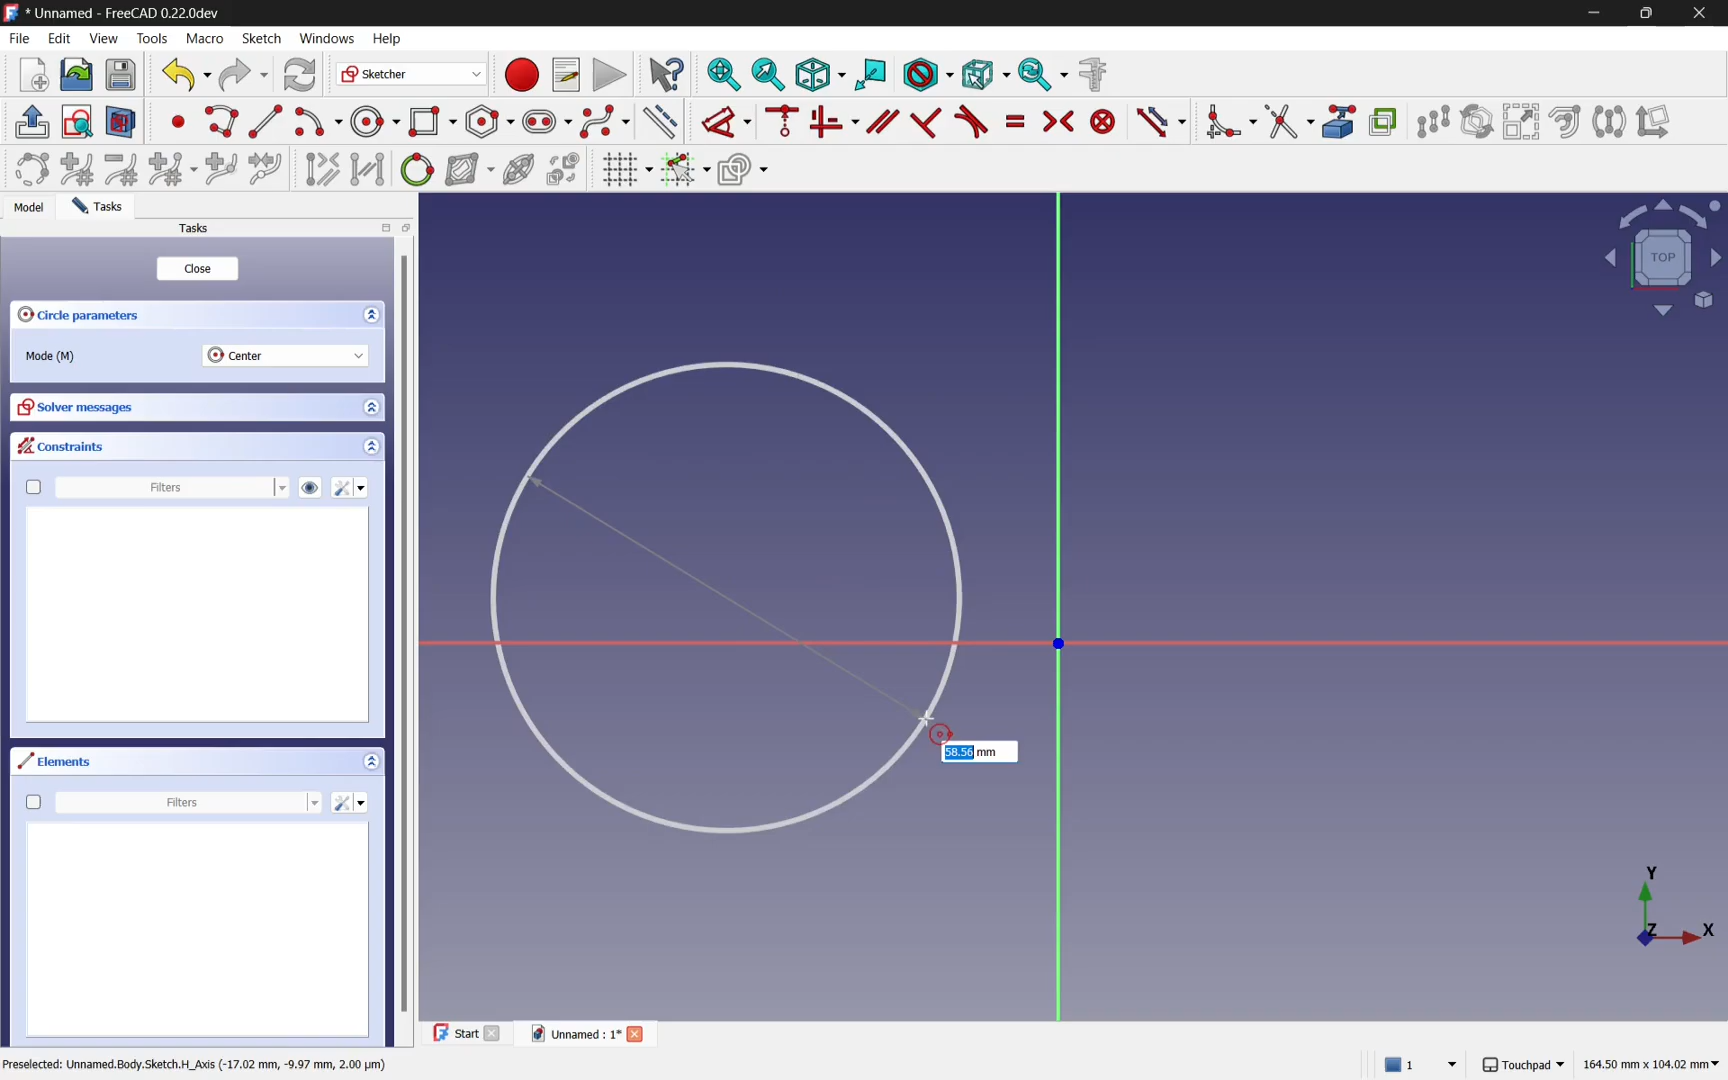 * Unnamed - FreeCAD 0.22.0dev
File Edit View Tools Macro Sketch Windows Help
Sketcher
Model Tasks
Tasks
Close
Circle parameters
Mode (M) Center
Solver messages
Constraints
Filters
Elements
Filters
58.56 mm
TOP
Y
Z X
Start Unnamed : 1*
Preselected: Unnamed.Body.Sketch.H_Axis (-17.02 mm, -9.97 mm, 2.00 µm) 1 Touchpad 164.50 mm x 104.02 mm